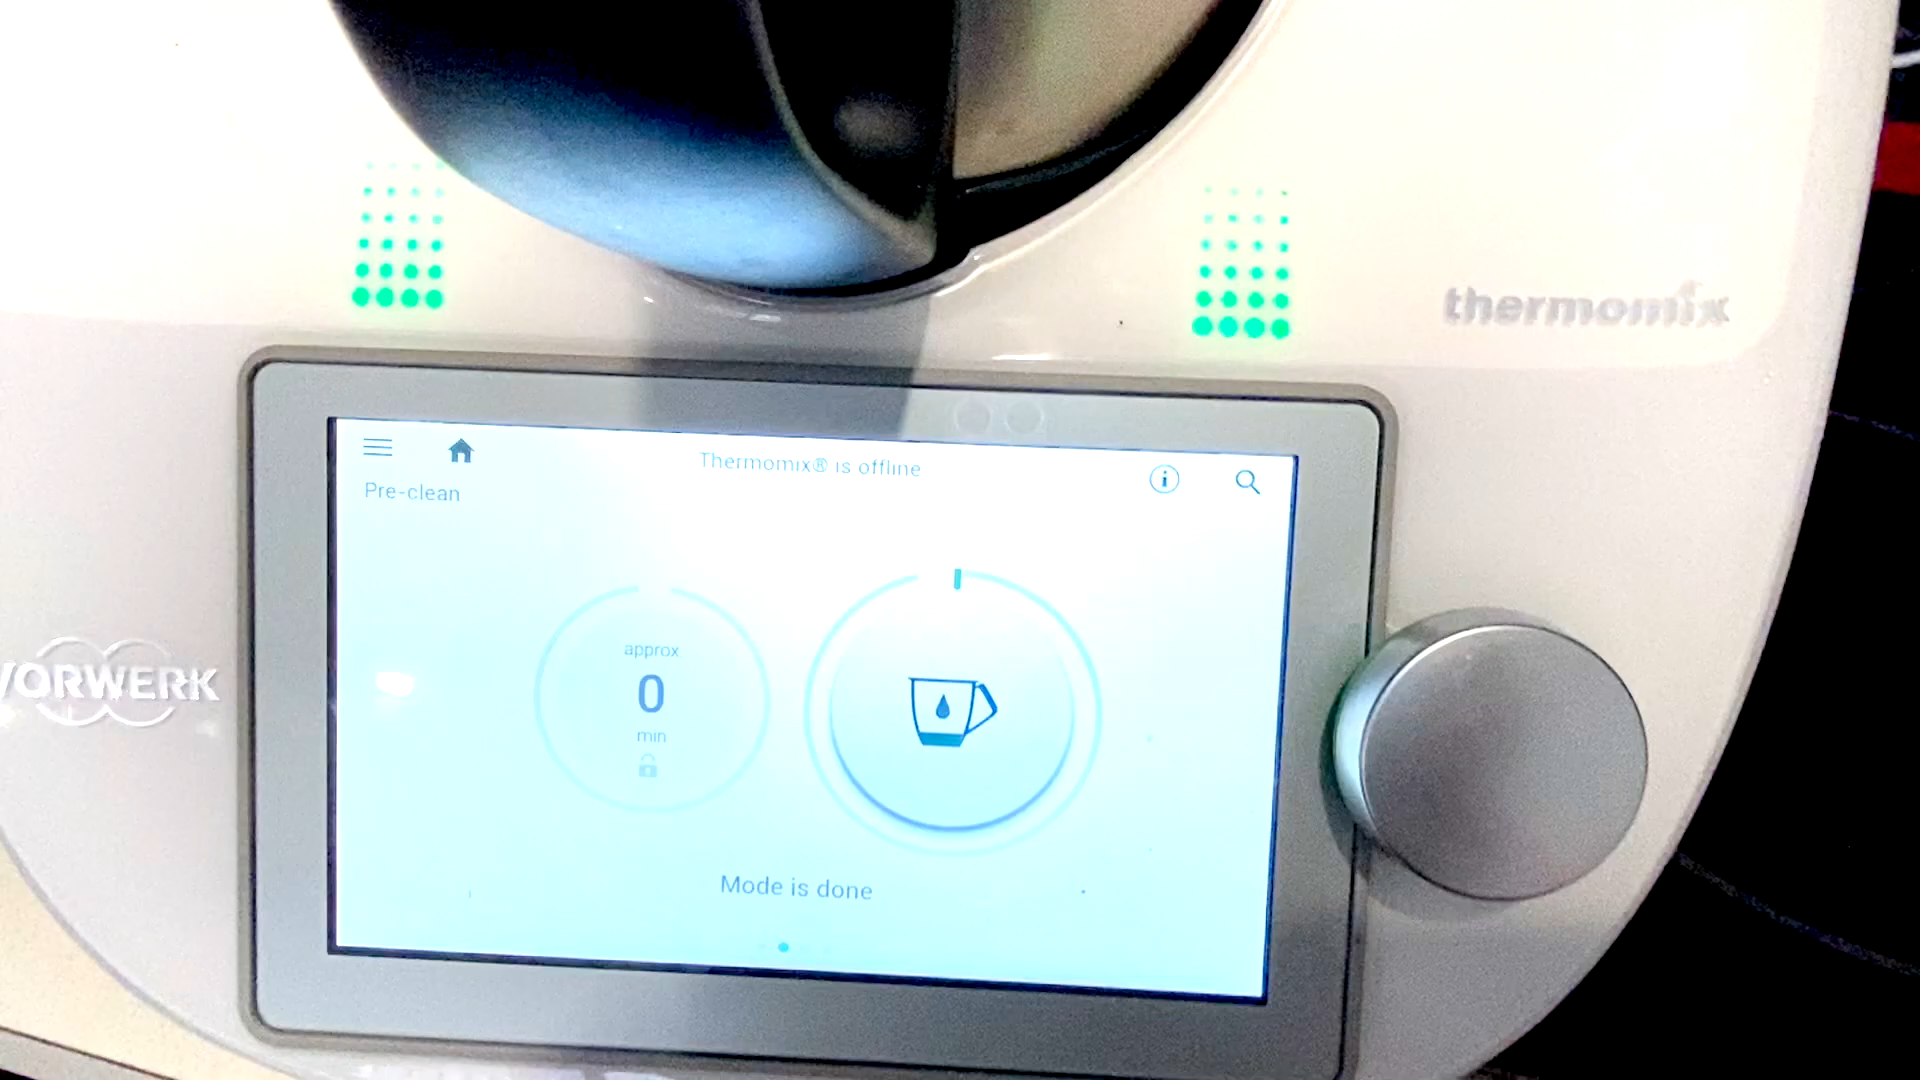 thermomix
Thermomix® is offline
Pre-clean
approx
0
min
VORWERK
Mode is done